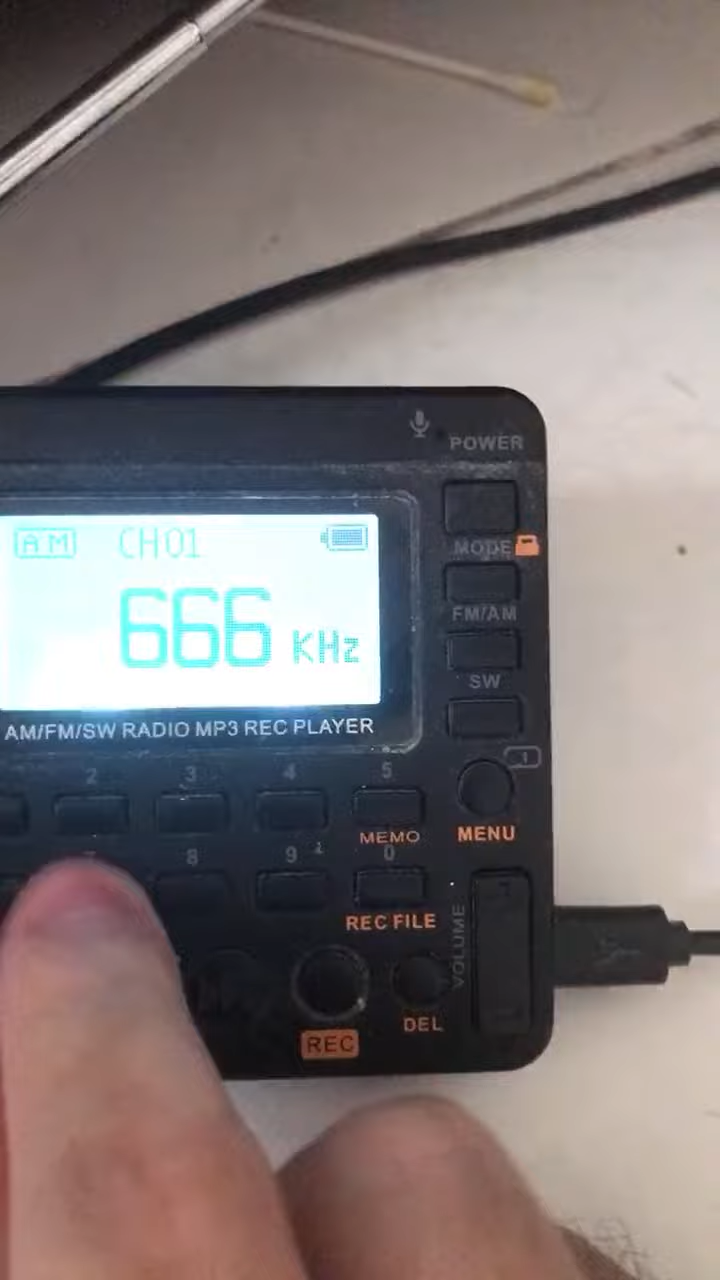 POWER
AM CH01
MODE
666 KHz
FM/AM
SW
AM/FM/SW RADIO MP3 REC PLAYER
2 3 4 5
MEMO
MENU
7 8 9 0
REC FILE
VOLUME
REC
DEL